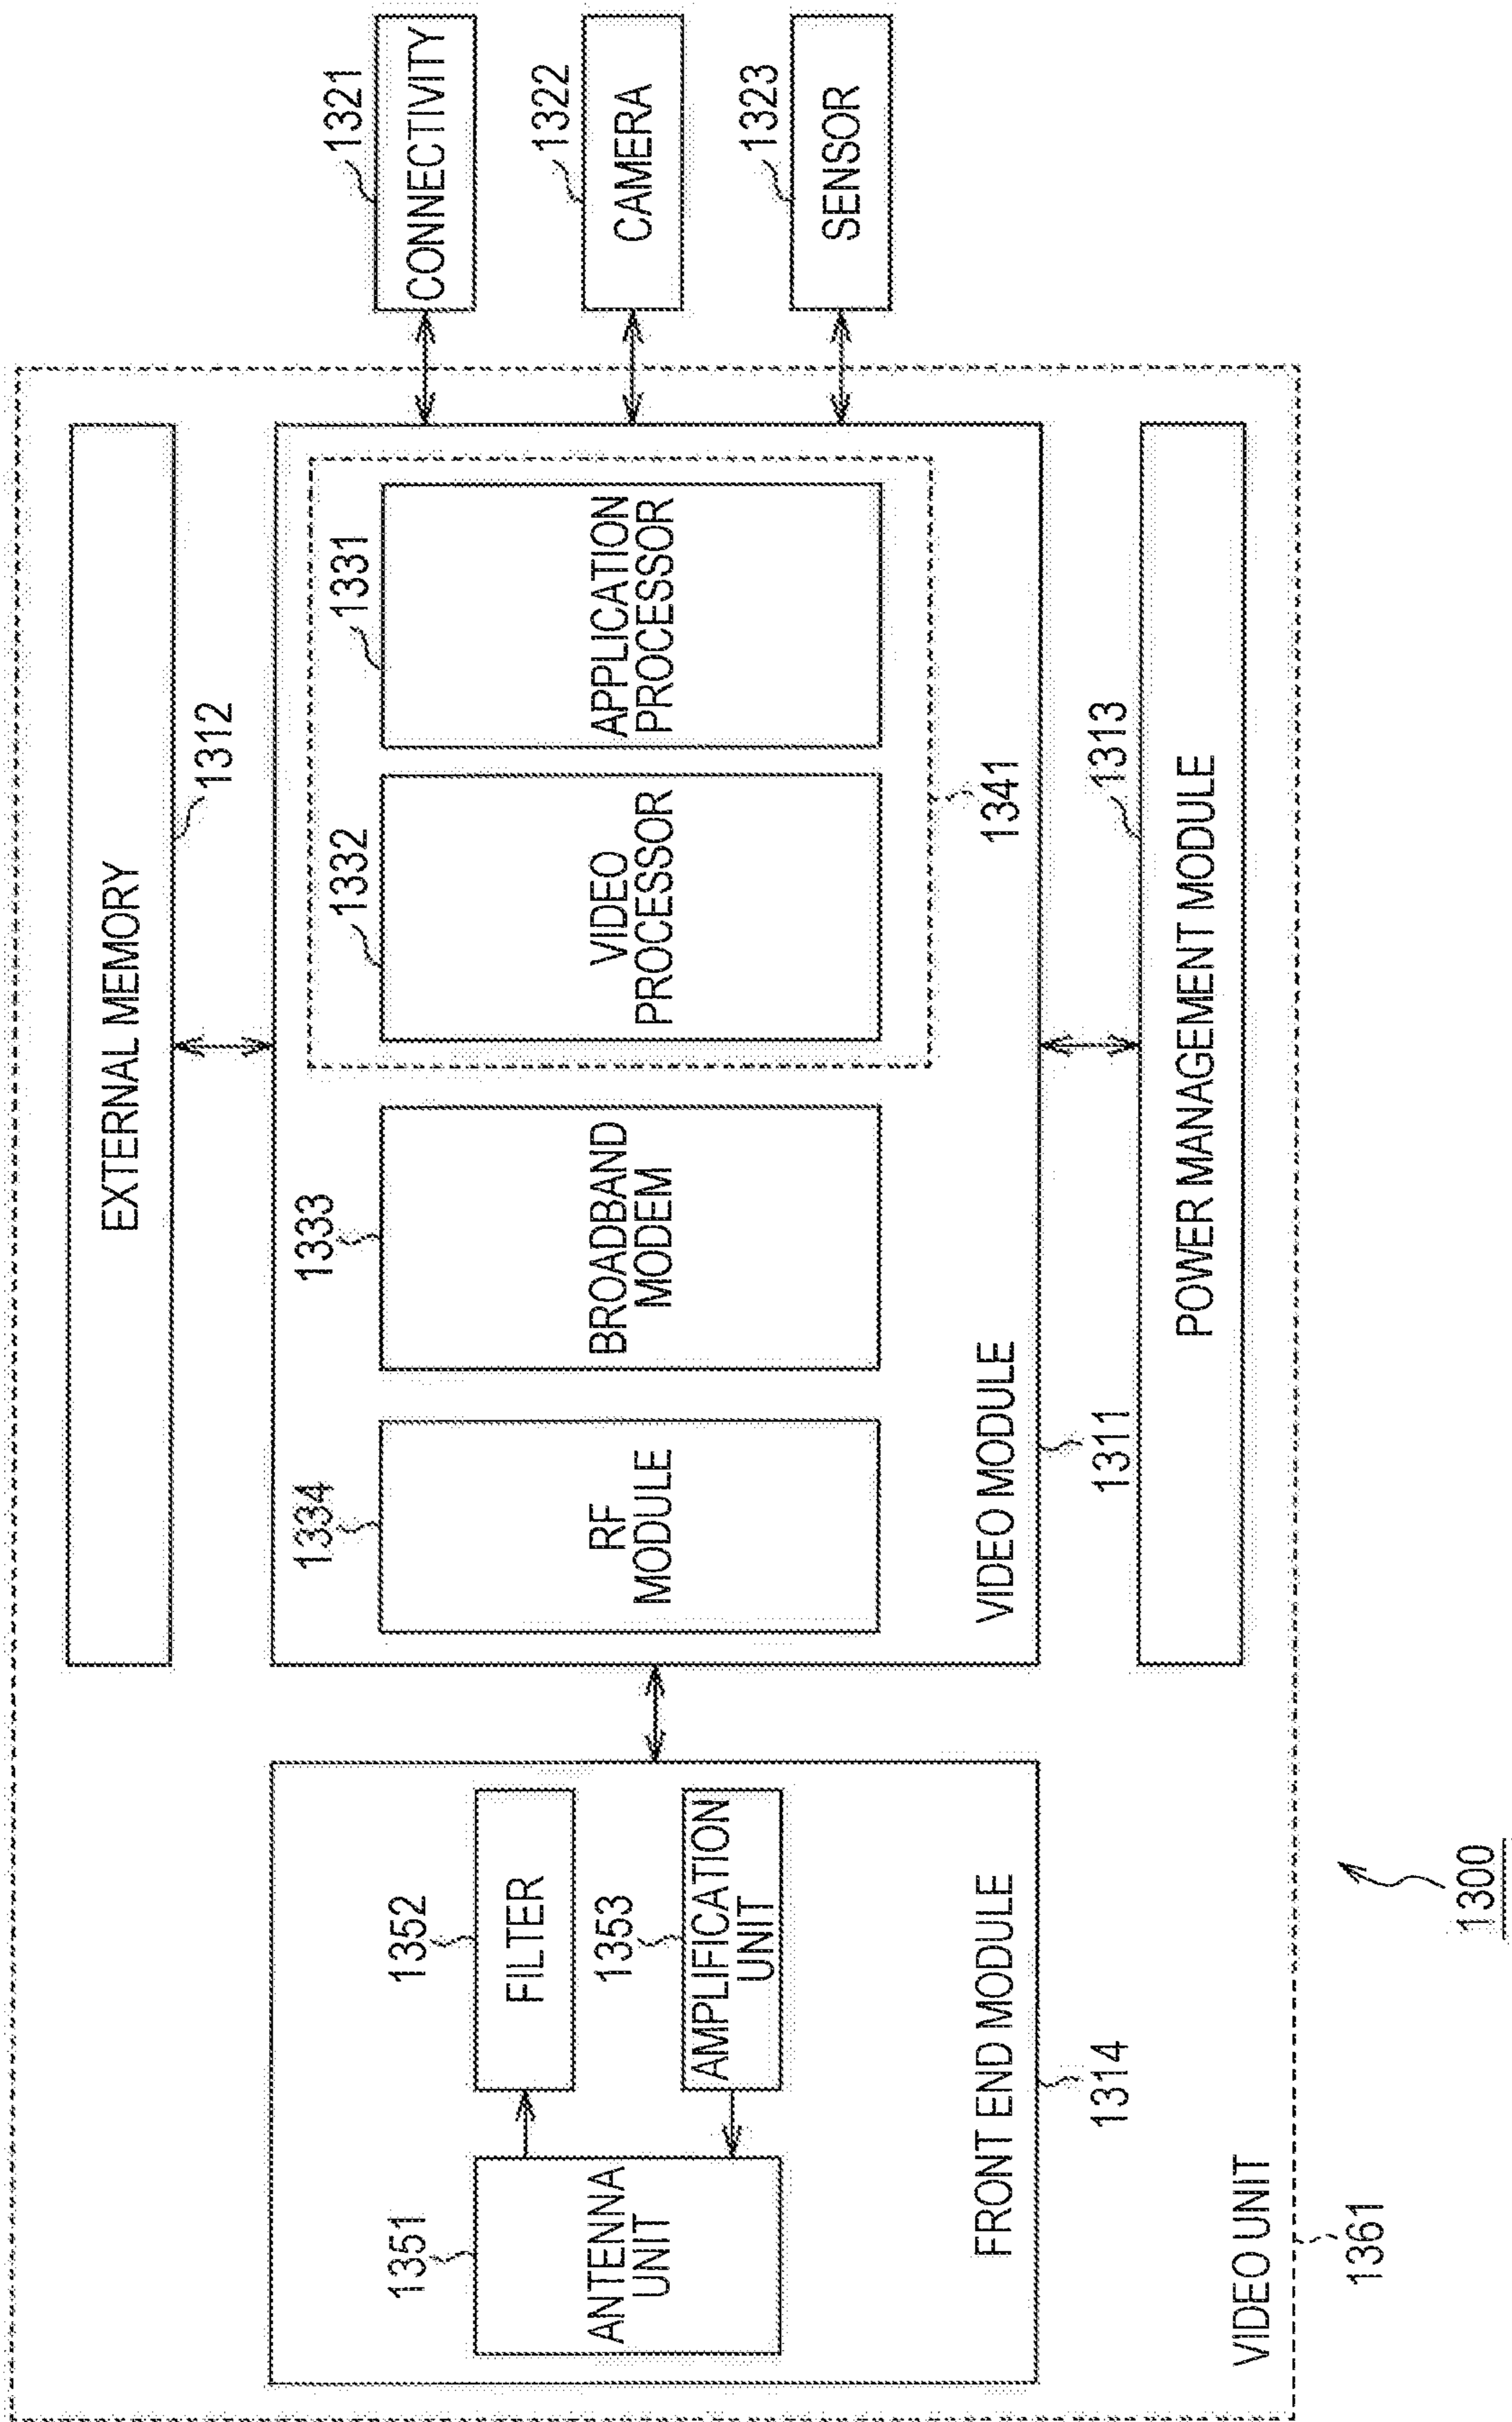 1300
1312
EXTERNAL MEMORY
1351
ANTENNA
UNIT
1352
FILTER
1353
AMPLIFICATION
UNIT
FRONT END MODULE
1314
1334
RF
MODULE
1333
BROADBAND
MODEM
1332
VIDEO
PROCESSOR
1331
APPLICATION
PROCESSOR
1341
VIDEO MODULE
1311
1313
POWER MANAGEMENT MODULE
VIDEO UNIT
1361
1321
CONNECTIVITY
1322
CAMERA
1323
SENSOR